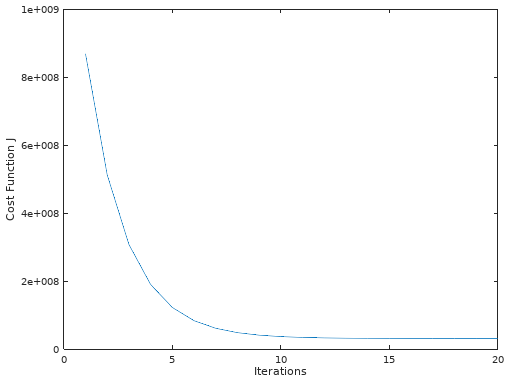 1e+009
8e+008
6e+008
4e+008
2e+008
0
Cost Function J
0 5 10 15 20
Iterations